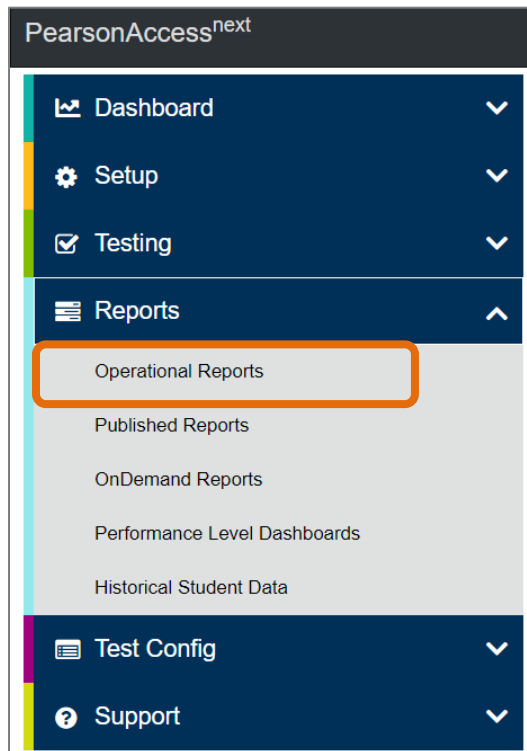 PearsonAccessnext
Dashboard
Setup
Testing
Reports
Operational Reports
Published Reports
OnDemand Reports
Performance Level Dashboards
Historical Student Data
Test Config
Support